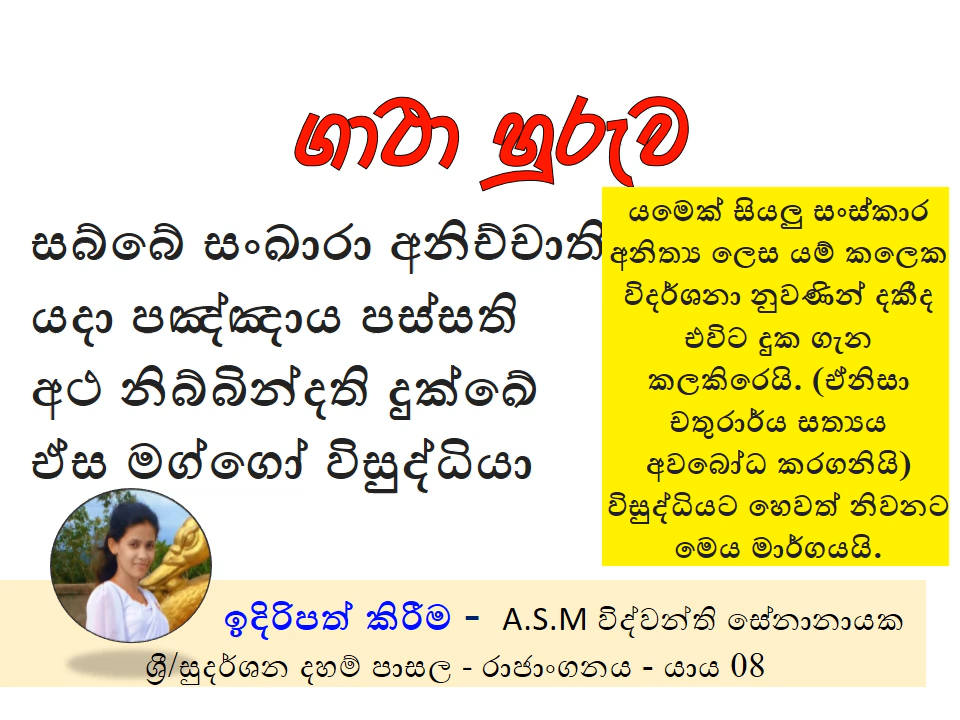 ගාථා හුරුව
සබ්බේ සංඛාරා අනිච්චාති
යදා පඤ්ඤාය පස්සති
අථ නිබ්බින්දති දුක්ඛේ
ඒස මග්ගෝ විසුද්ධියා
යමෙක් සියලු සංස්කාර
අනිත්‍ය ලෙස යම් කලෙක
විදර්ශනා නුවණින් දකීද
එවිට දුක ගැන
කලකිරෙයි. (ඒනිසා
චතුරාර්ය සත්‍යය
අවබෝධ කරගනියි)
විසුද්ධියට හෙවත් නිවනට
මෙය මාර්ගයයි.
ඉදිරිපත් කිරීම - A.S.M විද්වන්ති සේනානායක
ශ්‍රී/සුදර්ශන දහම් පාසල - රාජාංගනය - යාය 08